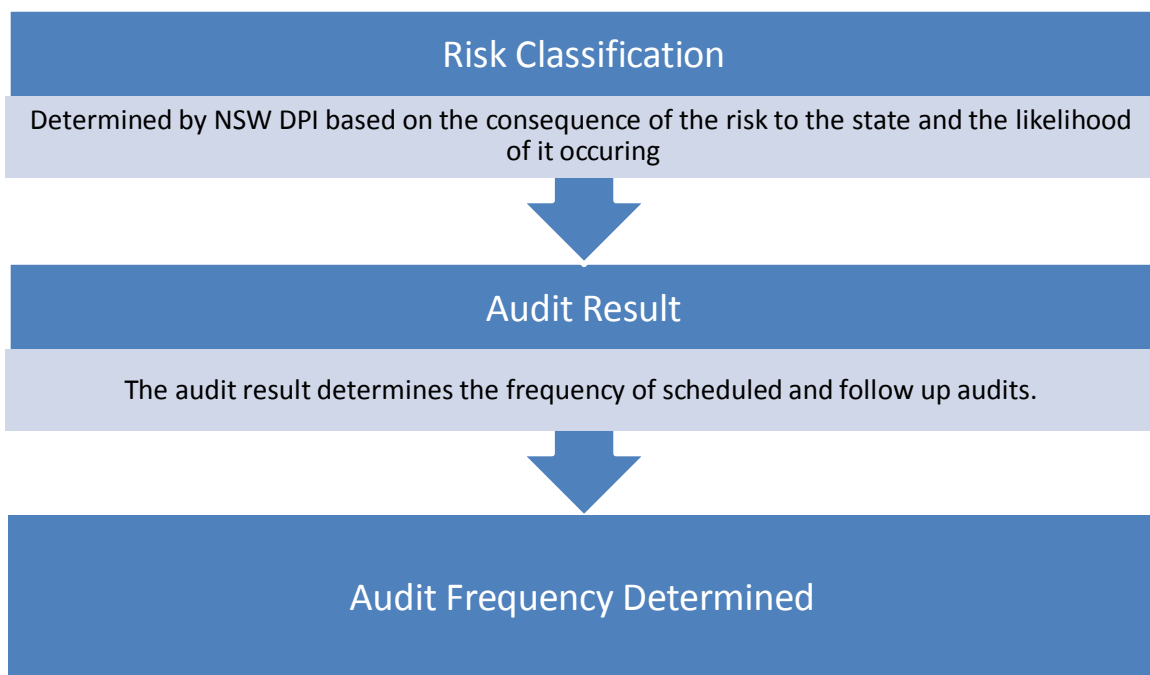 Risk Classification
Determined by NSW DPI based on the consequence of the risk to the state and the likelihood
of it occuring
Audit Result
The audit result determines the frequency of scheduled and follow up audits.
Audit Frequency Determined